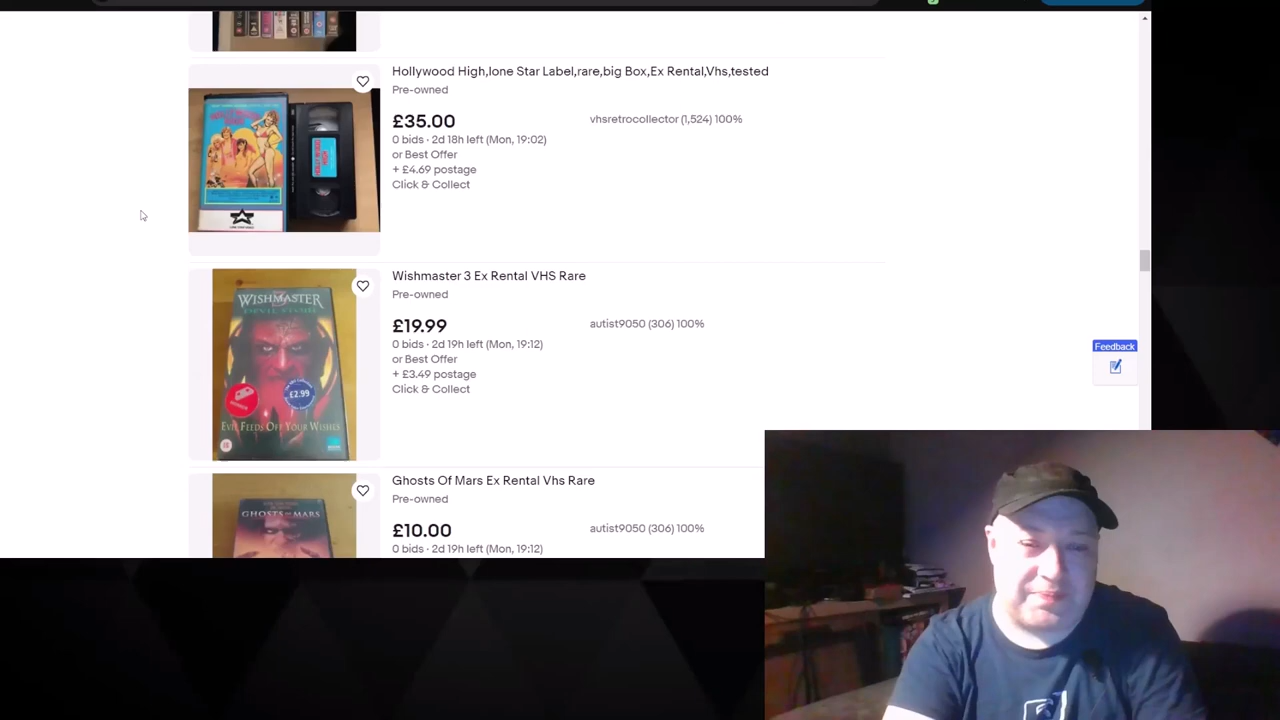 Hollywood High,lone Star Label,rare,big Box,Ex Rental,Vhs,tested
Pre-owned
£35.00
vhsretrocollector (1,524) 100%
0 bids · 2d 18h left (Mon, 19:02)
or Best Offer
+ £4.69 postage
Click & Collect
Wishmaster 3 Ex Rental VHS Rare
Pre-owned
WISHMASTER
£19.99
autist9050 (306) 100%
0 bids · 2d 19h left (Mon, 19:12)
or Best Offer
+ £3.49 postage
Click & Collect
£2.99
EVIL FEEDS OFF YOUR WISHES
18
Feedback
Ghosts Of Mars Ex Rental Vhs Rare
Pre-owned
GHOSTS OF MARS
£10.00
autist9050 (306) 100%
0 bids · 2d 19h left (Mon, 19:12)